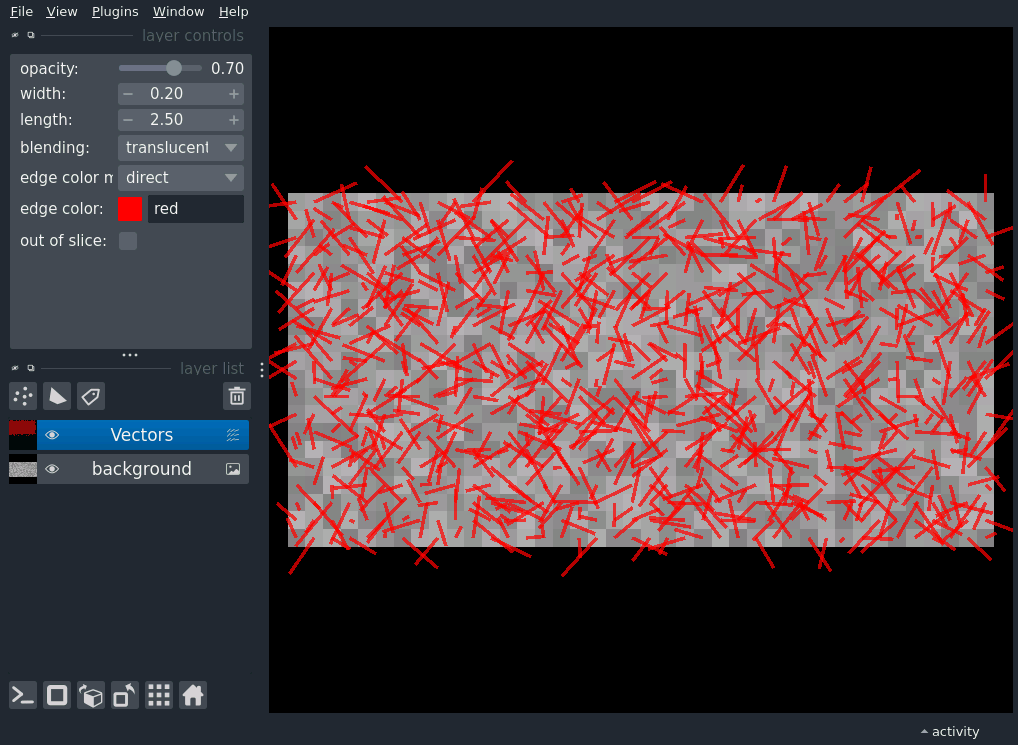 File View Plugins Window Help
layer controls
opacity: 0.70
width: 0.20
length: 2.50
blending: translucent
edge color m direct
edge color: red
out of slice:
layer list
Vectors
background
activity